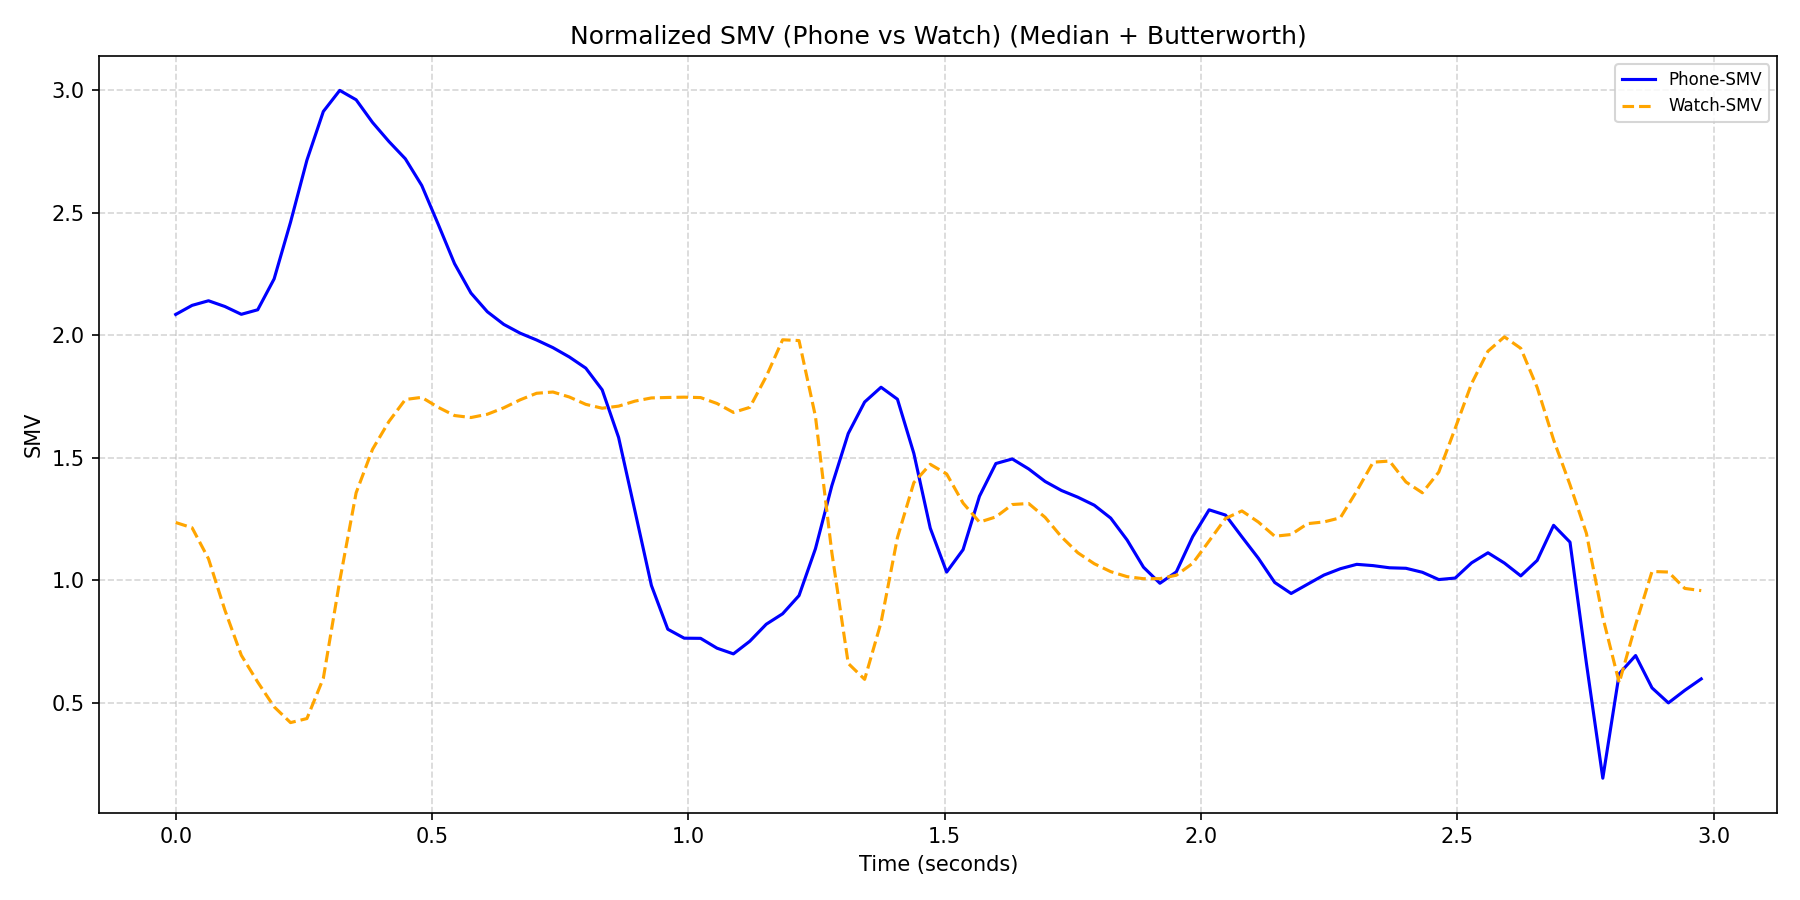 Normalized SMV (Phone vs Watch) (Median + Butterworth)
Phone-SMV
Watch-SMV
SMV
3.0
2.5
2.0
1.5
1.0
0.5
0.0 0.5 1.0 1.5 2.0 2.5 3.0
Time (seconds)